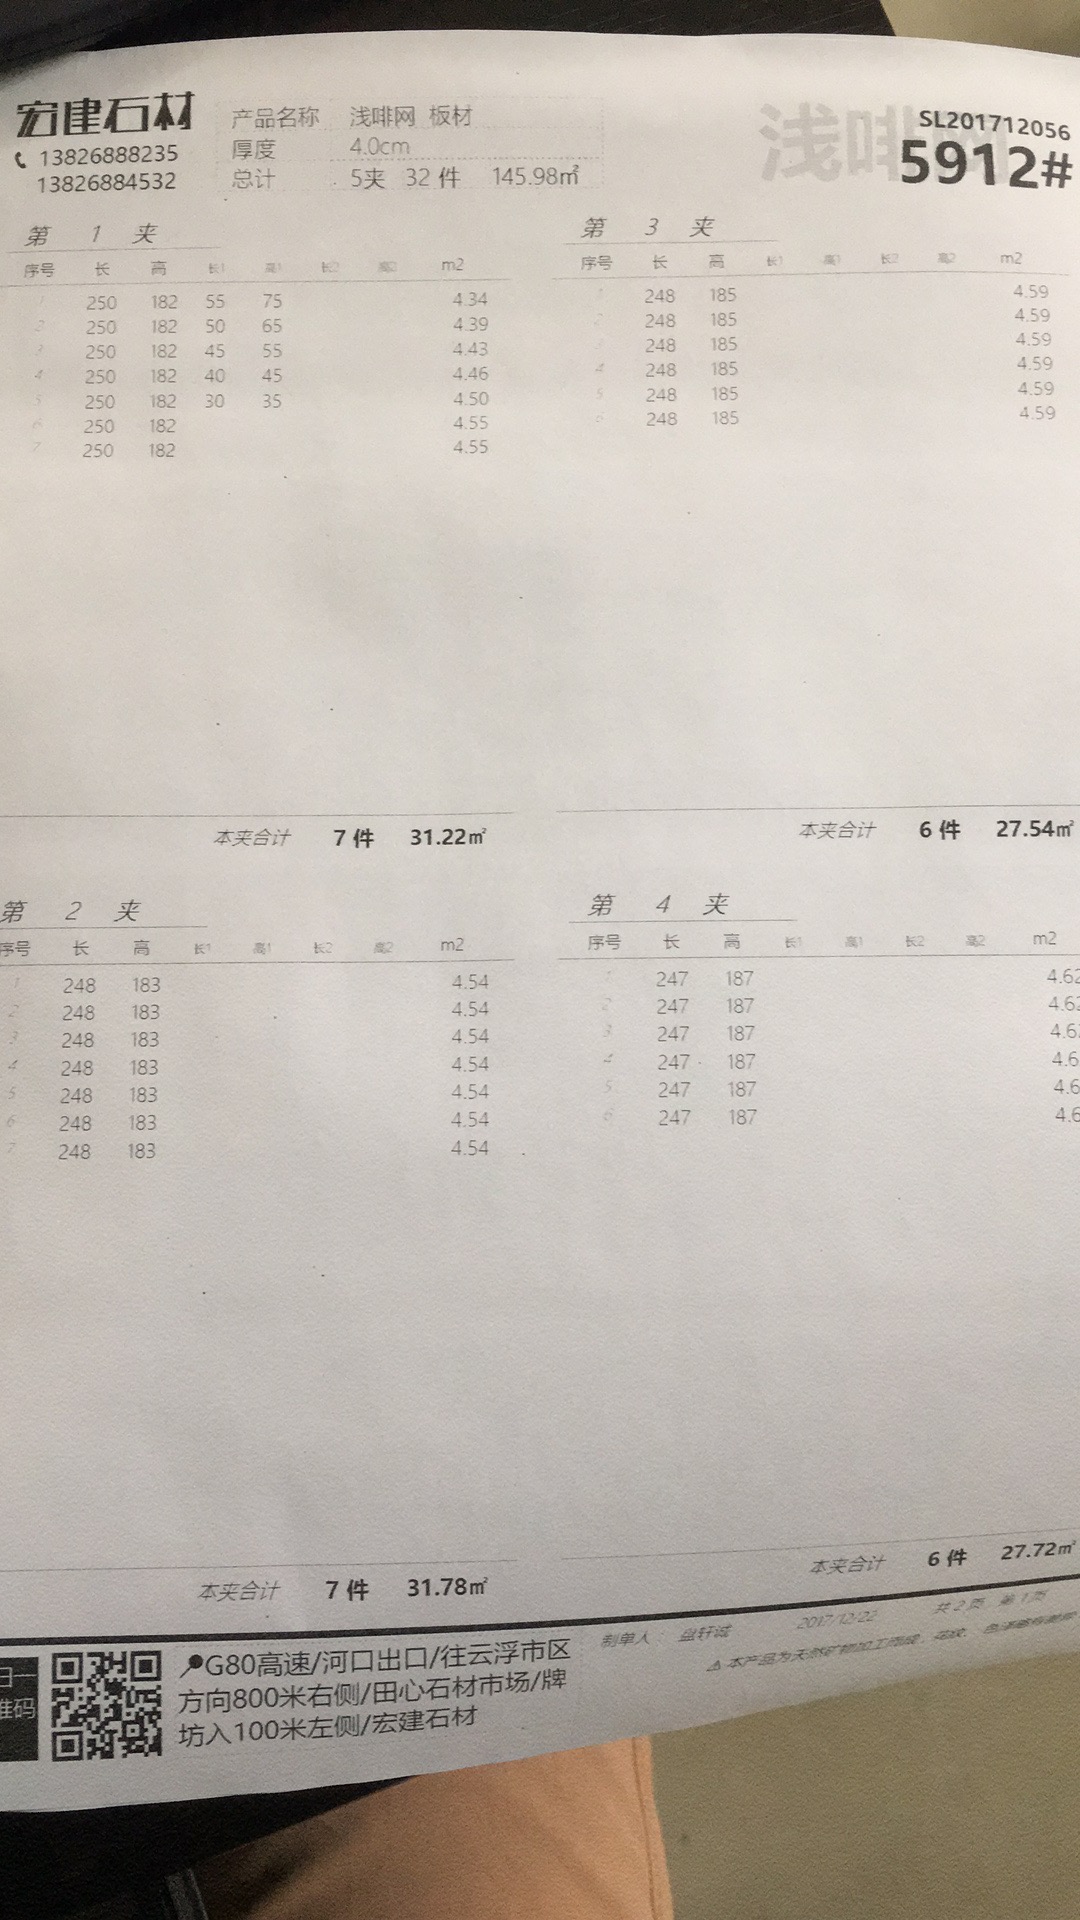 宏建石材
13826888235
13826884532
产品名称 浅啡网 板材
厚度 4.0cm
总计 5夹 32 件 145.98㎡
浅啡网
SL201712056
5912#
第 1 夹
序号 长 高 长1 高1 长2 高2 m2
1 250 182 55 75 4.34
2 250 182 50 65 4.39
3 250 182 45 55 4.43
4 250 182 40 45 4.46
5 250 182 30 35 4.50
6 250 182 4.55
7 250 182 4.55
本夹合计 7 件 31.22㎡
第 3 夹
序号 长 高 长1 高1 长2 高2 m2
1 248 185 4.59
2 248 185 4.59
3 248 185 4.59
4 248 185 4.59
5 248 185 4.59
6 248 185 4.59
本夹合计 6 件 27.54㎡
第 2 夹
序号 长 高 长1 高1 长2 高2 m2
1 248 183 4.54
2 248 183 4.54
3 248 183 4.54
4 248 183 4.54
5 248 183 4.54
6 248 183 4.54
7 248 183 4.54
本夹合计 7 件 31.78㎡
第 4 夹
序号 长 高 长1 高1 长2 高2 m2
1 247 187 4.62
2 247 187 4.62
3 247 187 4.6
4 247 187 4.6
5 247 187 4.6
6 247 187 4.6
本夹合计 6 件 27.72㎡
制单人： 盘轩诚 2017/12/22 共 2 页, 第 1 页
本产品为天然矿物加工而成，花纹、
扫一
维码
G80高速/河口出口/往云浮市区
方向800米右侧/田心石材市场/牌
坊入100米左侧/宏建石材